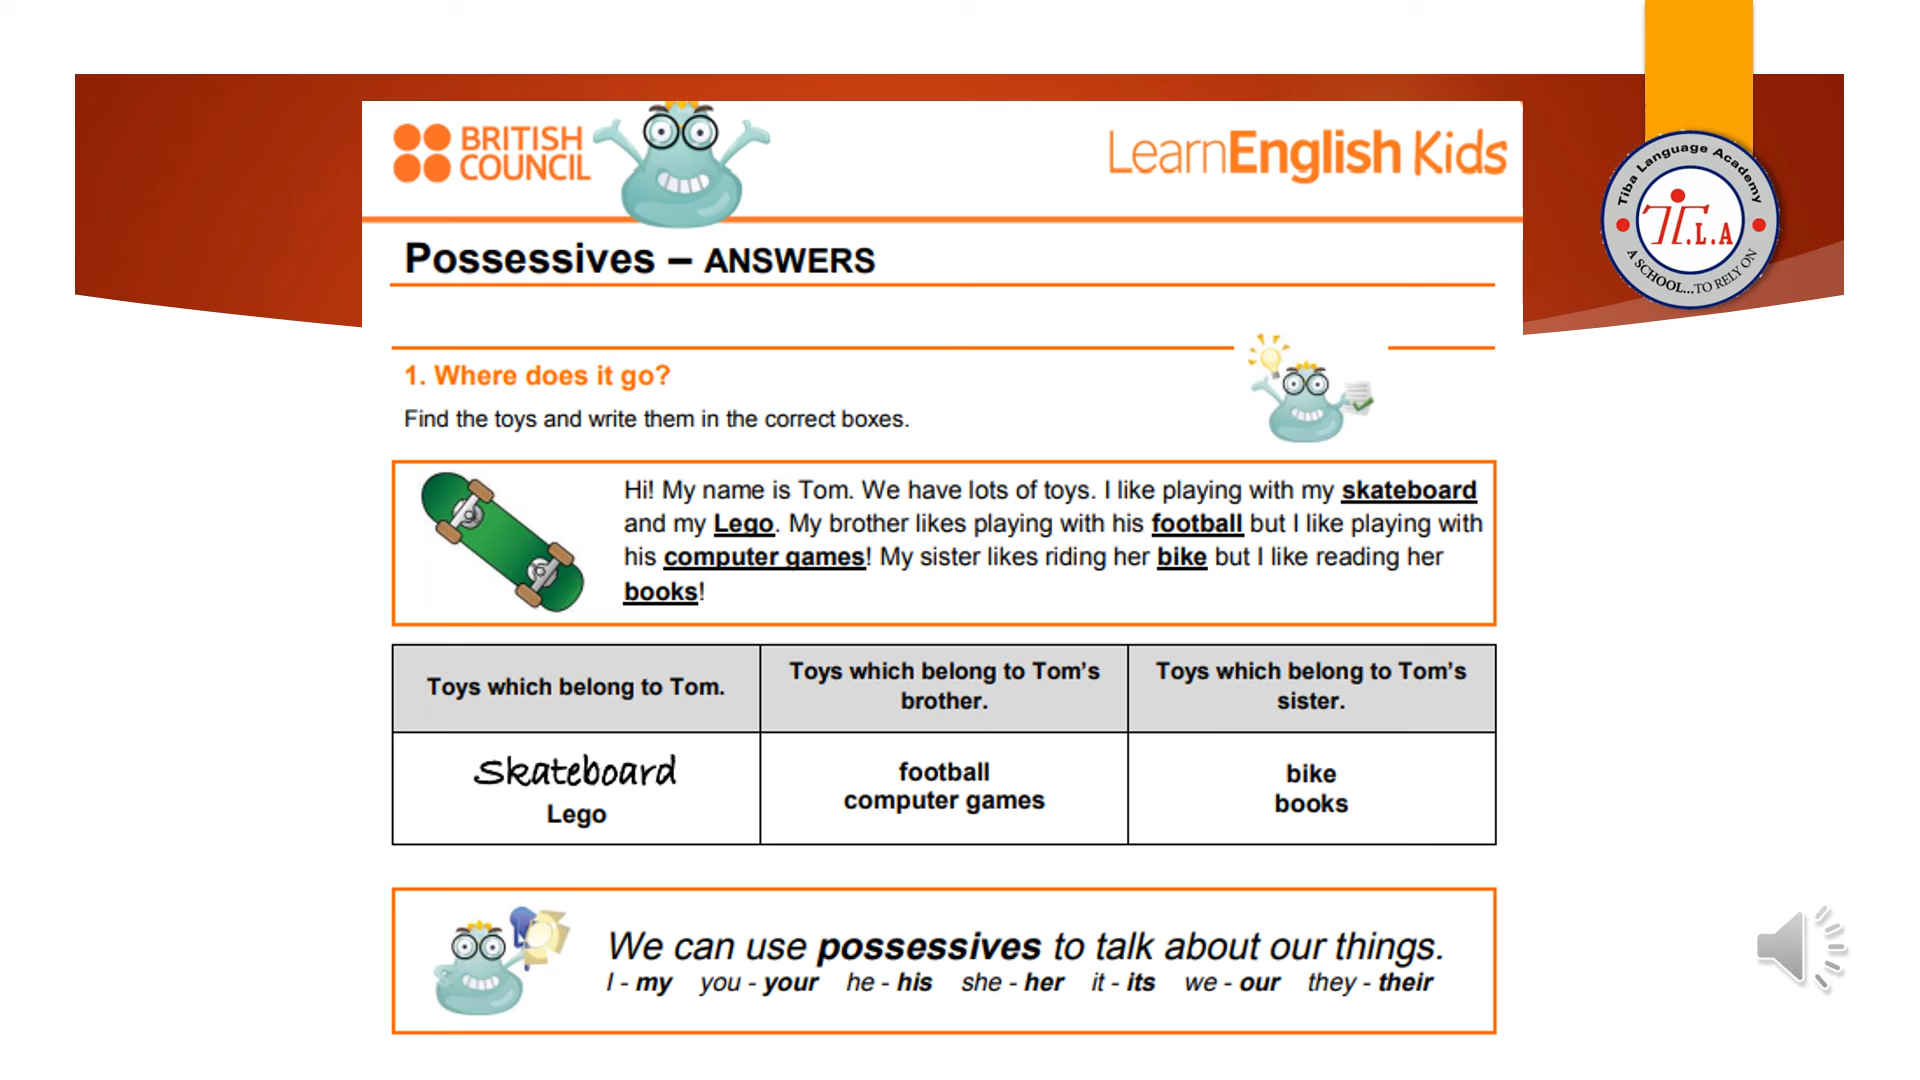 BRITISH
COUNCIL
LearnEnglish Kids
Tiba Language Academy
T.L.A
A SCHOOL...TO RELY ON
Possessives – ANSWERS
1. Where does it go?
Find the toys and write them in the correct boxes.
Hi! My name is Tom. We have lots of toys. I like playing with my skateboard
and my Lego. My brother likes playing with his football but I like playing with
his computer games! My sister likes riding her bike but I like reading her
books!
Toys which belong to Tom.
Toys which belong to Tom's
brother.
Toys which belong to Tom's
sister.
Skateboard
Lego
football
computer games
bike
books
We can use possessives to talk about our things.
I - my you - your he - his she - her it - its we - our they - their